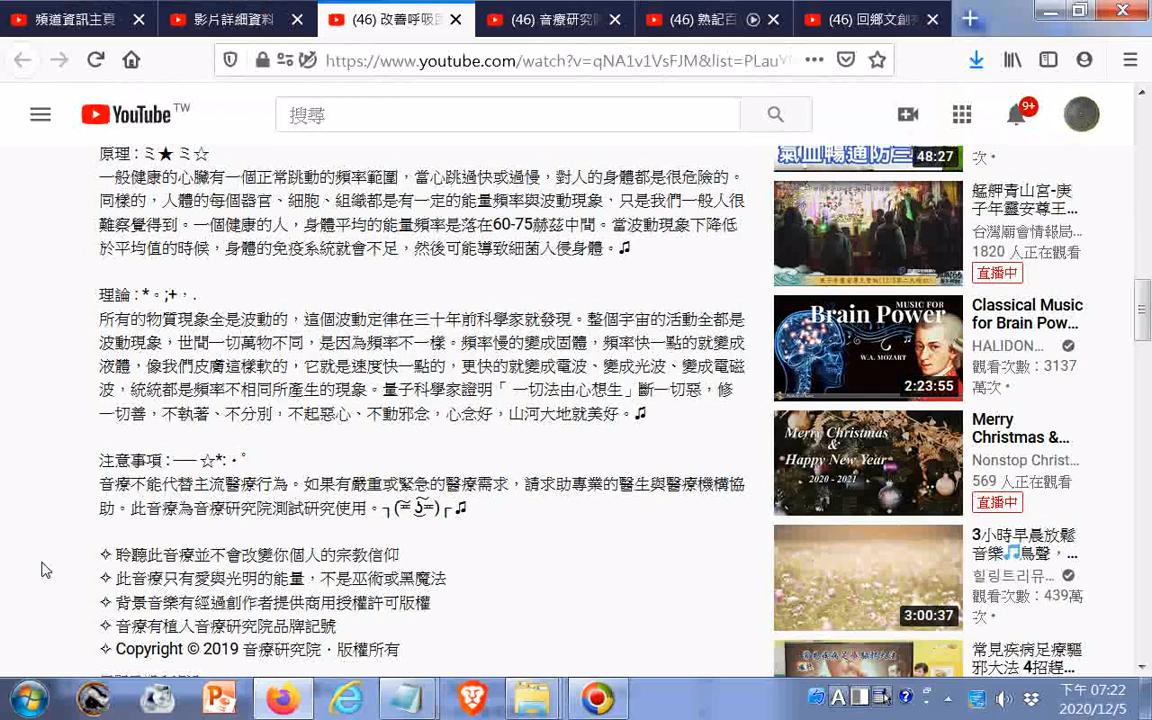 頻道資訊主頁
影片詳細資料
(46) 改善呼吸
(46) 音療研究
(46) 熟記百
(46) 回鄉文創
https://www.youtube.com/watch?v=qNA1v1VsFJM&list=PLauV
YouTube TW
搜尋
9+
原理 : ミ★ ミ☆
一般健康的心臟有一個正常跳動的頻率範圍，當心跳過快或過慢，對人的身體都是很危險的。
同樣的，人體的每個器官、細胞、組織都是有一定的能量頻率與波動現象，只是我們一般人很
難察覺得到。一個健康的人，身體平均的能量頻率是落在60-75赫茲中間。當波動現象下降低
於平均值的時候，身體的免疫系統就會不足，然後可能導致細菌入侵身體。♫
理論 : *。;+，.
所有的物質現象全是波動的，這個波動定律在三十年前科學家就發現。整個宇宙的活動全都是
波動現象，世間一切萬物不同，是因為頻率不一樣。頻率慢的變成固體，頻率快一點的就變成
液體，像我們皮膚這樣軟的，它就是速度快一點的，更快的就變成電波、變成光波、變成電磁
波，統統都是頻率不相同所產生的現象。量子科學家證明「 一切法由心想生」斷一切惡，修
一切善，不執著、不分別，不起惡心、不動邪念，心念好，山河大地就美好。♫
注意事項 : ── ☆*:・ﾟ
音療不能代替主流醫療行為。如果有嚴重或緊急的醫療需求，請求助專業的醫生與醫療機構協
助。此音療為音療研究院測試研究使用。
✧ 聆聽此音療並不會改變你個人的宗教信仰
✧ 此音療只有愛與光明的能量，不是巫術或黑魔法
✧ 背景音樂有經過創作者提供商用授權許可版權
✧ 音療有植入音療研究院品牌記號
✧ Copyright © 2019 音療研究院．版權所有
氣血暢通防三
48:27
次・
艋舺青山宮-庚
子年靈安尊王...
台灣廟會情報局...
1820 人正在觀看
直播中
MUSIC FOR
Brain Power
W.A. MOZART
2:23:55
Classical Music
for Brain Pow...
HALIDON...
觀看次數：3137
萬次・
Merry Christmas
&
Happy New Year
2020 - 2021
Merry
Christmas &...
Nonstop Christ...
569 人正在觀看
直播中
3:00:37
3小時早晨放鬆
音樂🎵鳥聲，...
힐링트리뮤...
觀看次數：439萬
次・
常見疾病足療驅
邪大法 4招趕...
下午 07:22
2020/12/5